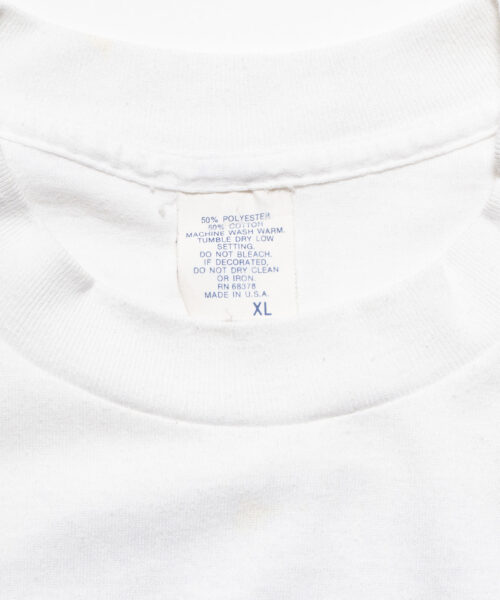 50% POLYESTER
50% COTTON
MACHINE WASH WARM.
TUMBLE DRY LOW
SETTING.
DO NOT BLEACH.
IF DECORATED,
DO NOT DRY CLEAN
OR IRON.
RN 68378
MADE IN U.S.A.
XL